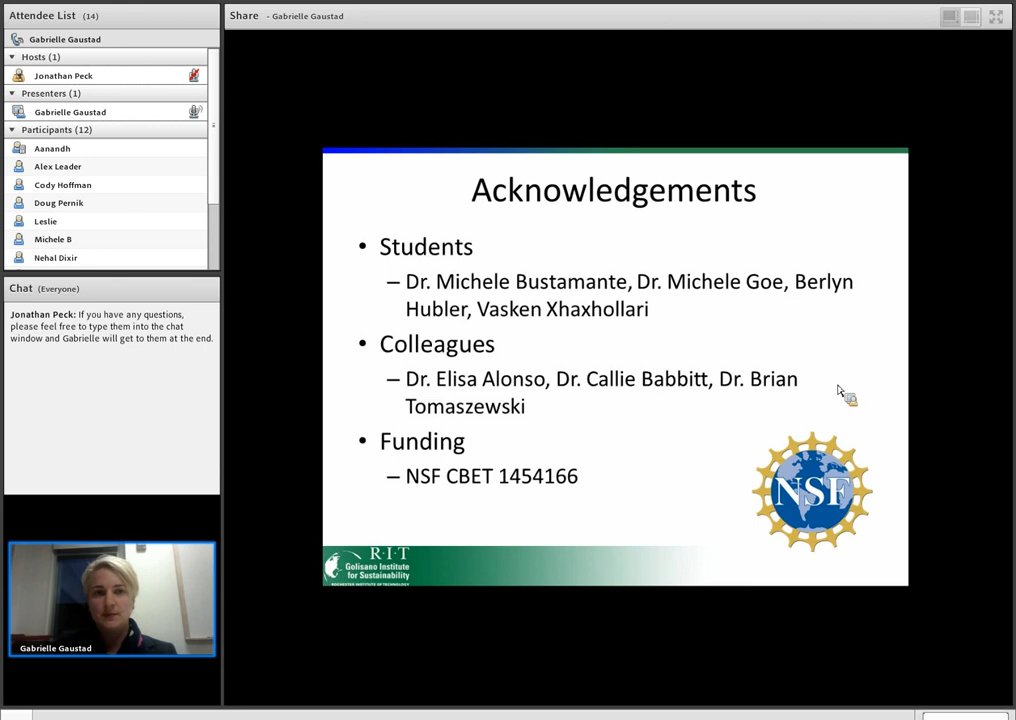 Attendee List (14)
Gabrielle Gaustad
Hosts (1)
Jonathan Peck
Presenters (1)
Gabrielle Gaustad
Participants (12)
Aanandh
Alex Leader
Cody Hoffman
Doug Pernik
Leslie
Michele B
Nehal Dixir
Chat (Everyone)
Jonathan Peck: If you have any questions,
please feel free to type them into the chat
window and Gabrielle will get to them at the end.
Gabrielle Gaustad
Share - Gabrielle Gaustad
Acknowledgements
• Students
– Dr. Michele Bustamante, Dr. Michele Goe, Berlyn
Hubler, Vasken Xhaxhollari
• Colleagues
– Dr. Elisa Alonso, Dr. Callie Babbitt, Dr. Brian
Tomaszewski
• Funding
– NSF CBET 1454166
NSF
R·I·T
Golisano Institute
for Sustainability
ROCHESTER INSTITUTE OF TECHNOLOGY